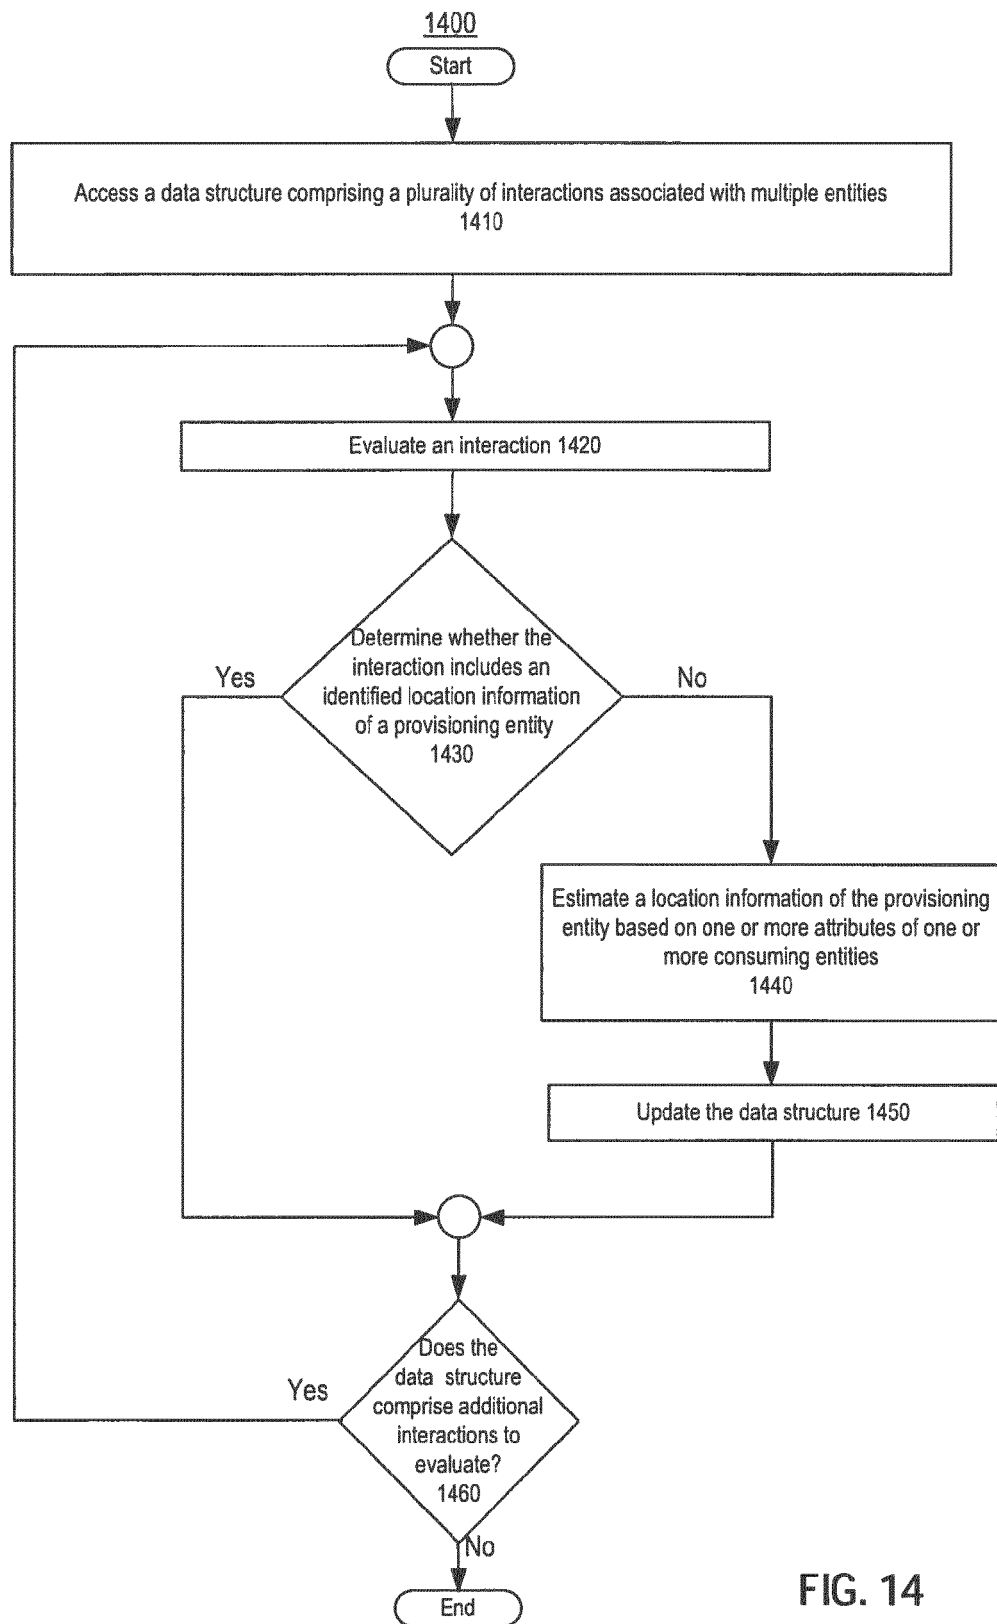 1400
Start
Access a data structure comprising a plurality of interactions associated with multiple entities
1410
Evaluate an interaction 1420
Determine whether the
interaction includes an
identified location information
of a provisioning entity
1430
Yes
No
Estimate a location information of the provisioning
entity based on one or more attributes of one or
more consuming entities
1440
Update the data structure 1450
Does the
data structure
comprise additional
interactions to
evaluate?
1460
Yes
No
End
FIG. 14